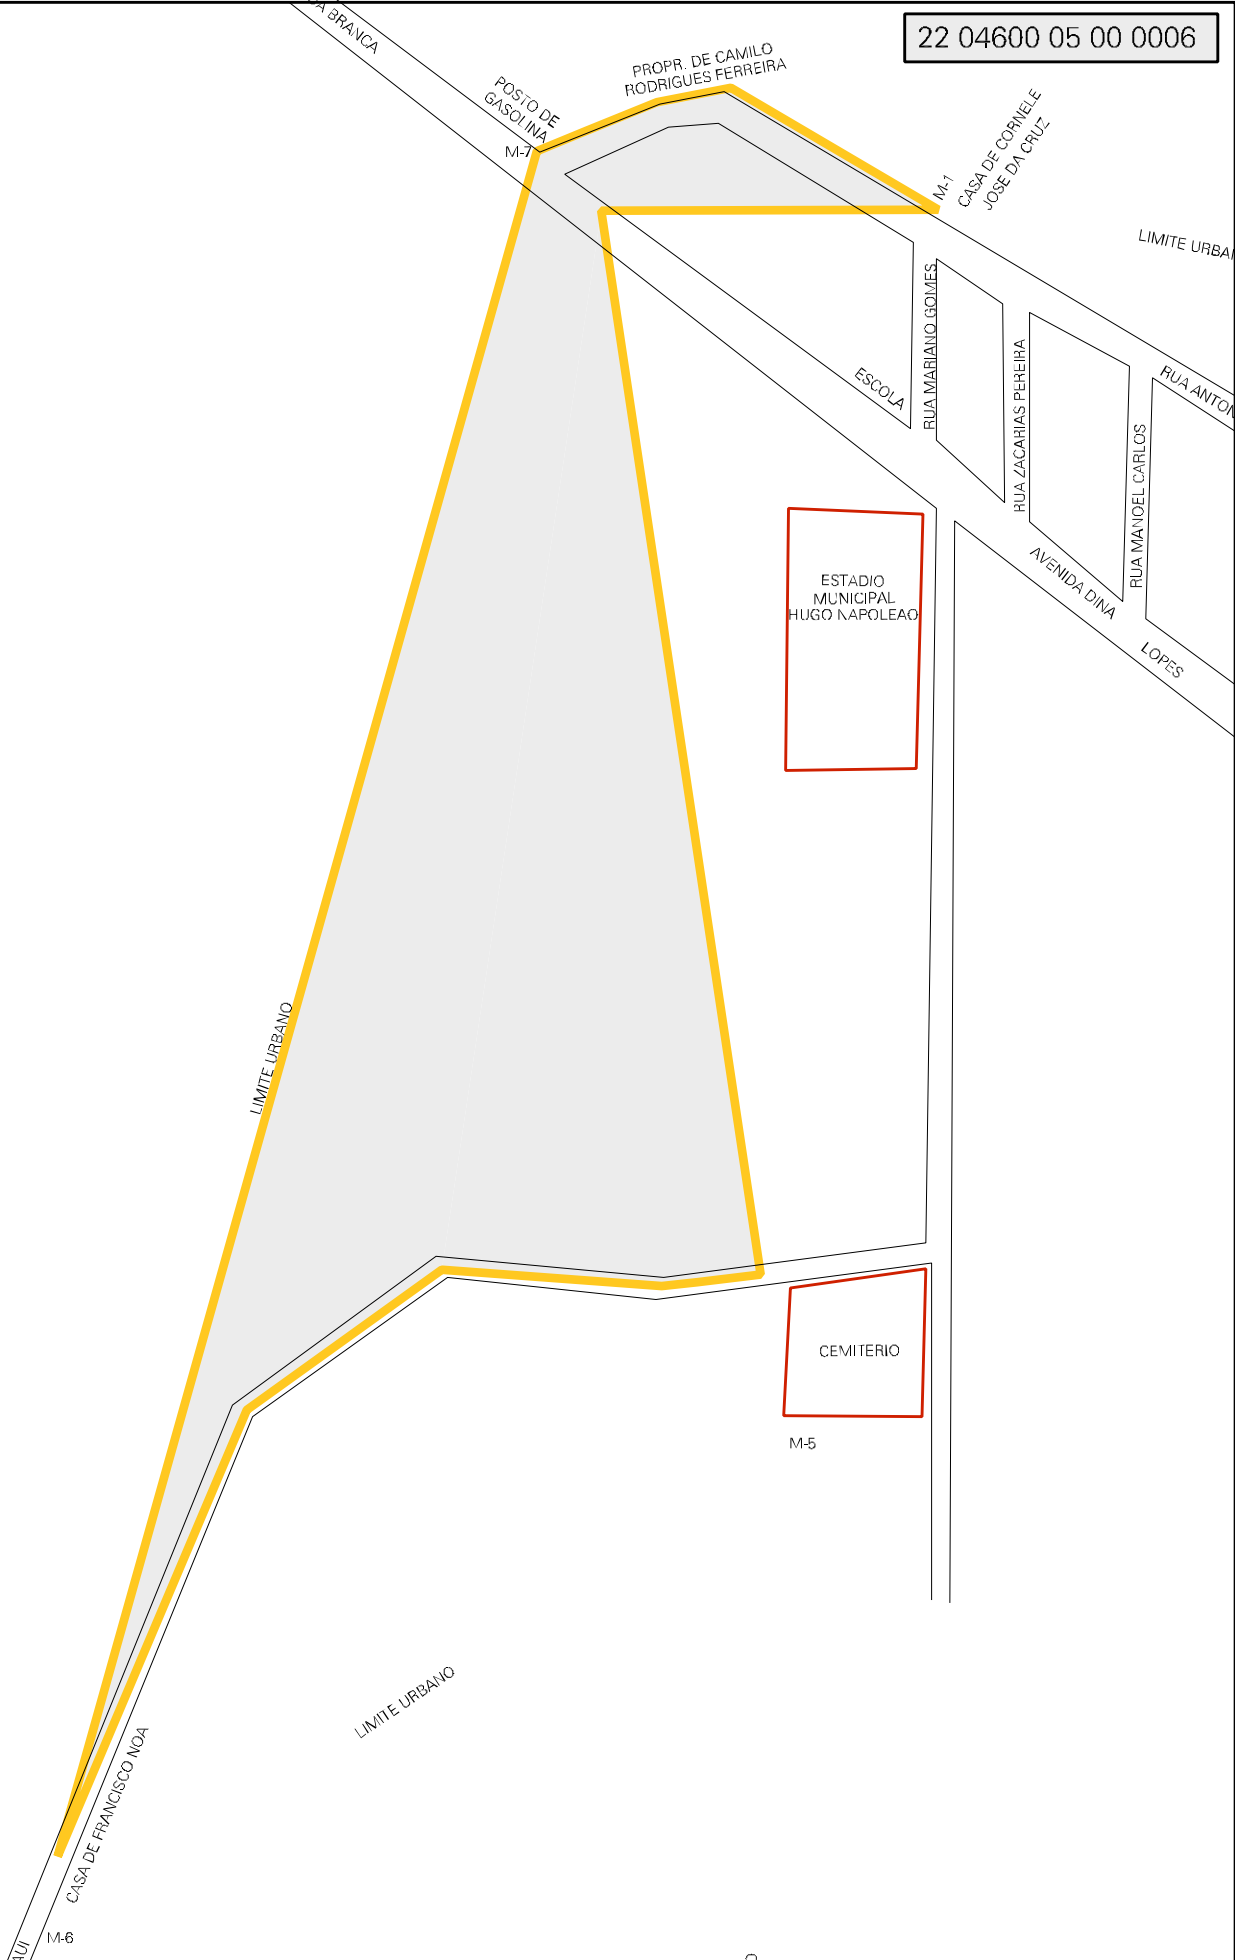 22 04600 05 00 0006
BRANCA
POSTO DE
GASOLINA
PROPR. DE CAMILO
RODRIGUES FERREIRA
M-7
M-1
CASA DE CORNELE
JOSE DA CRUZ
LIMITE URBA
RUA MARIANO GOMES
ESCOLA
RUA ZACARIAS PEREIRA
RUA ANTON
RUA MANOEL CARLOS
AVENIDA DINA
LOPES
ESTADIO
MUNICIPAL
HUGO NAPOLEAO
LIMITE URBANO
CEMITERIO
M-5
LIMITE URBANO
CASA DE FRANCISCO NOA
M-6